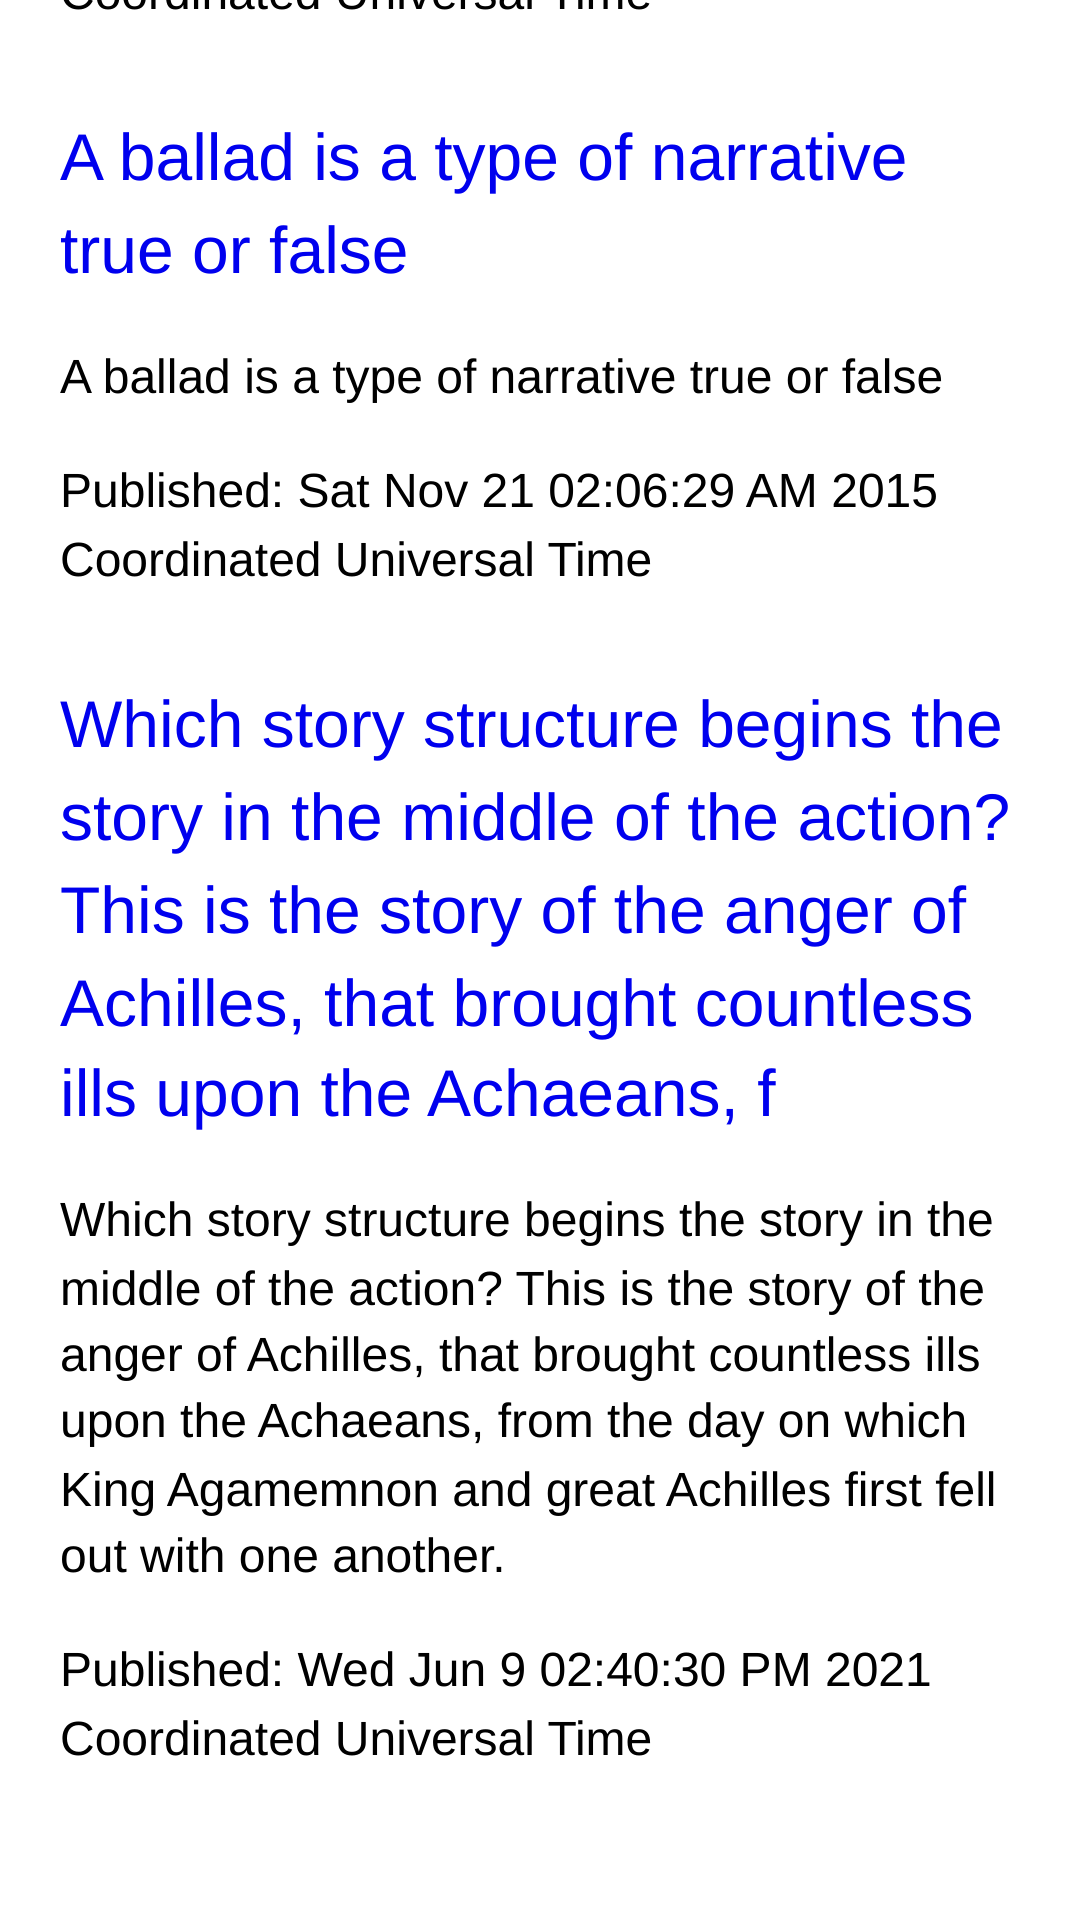 Coordinated Universal Time
A ballad is a type of narrative
true or false
A ballad is a type of narrative true or false
Published: Sat Nov 21 02:06:29 AM 2015
Coordinated Universal Time
Which story structure begins the
story in the middle of the action?
This is the story of the anger of
Achilles, that brought countless
ills upon the Achaeans, f
Which story structure begins the story in the
middle of the action? This is the story of the
anger of Achilles, that brought countless ills
upon the Achaeans, from the day on which
King Agamemnon and great Achilles first fell
out with one another.
Published: Wed Jun 9 02:40:30 PM 2021
Coordinated Universal Time